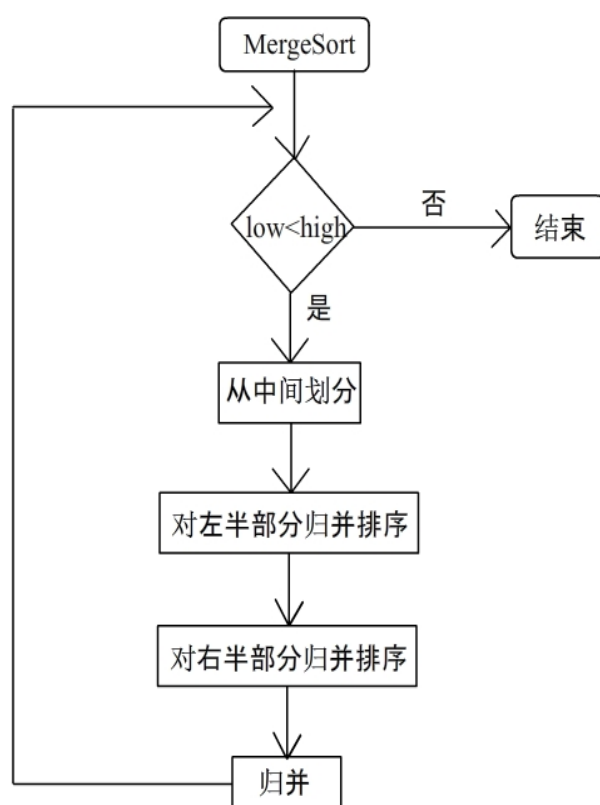 MergeSort
low<high
否
结束
是
从中间划分
对左半部分归并排序
对右半部分归并排序
归并